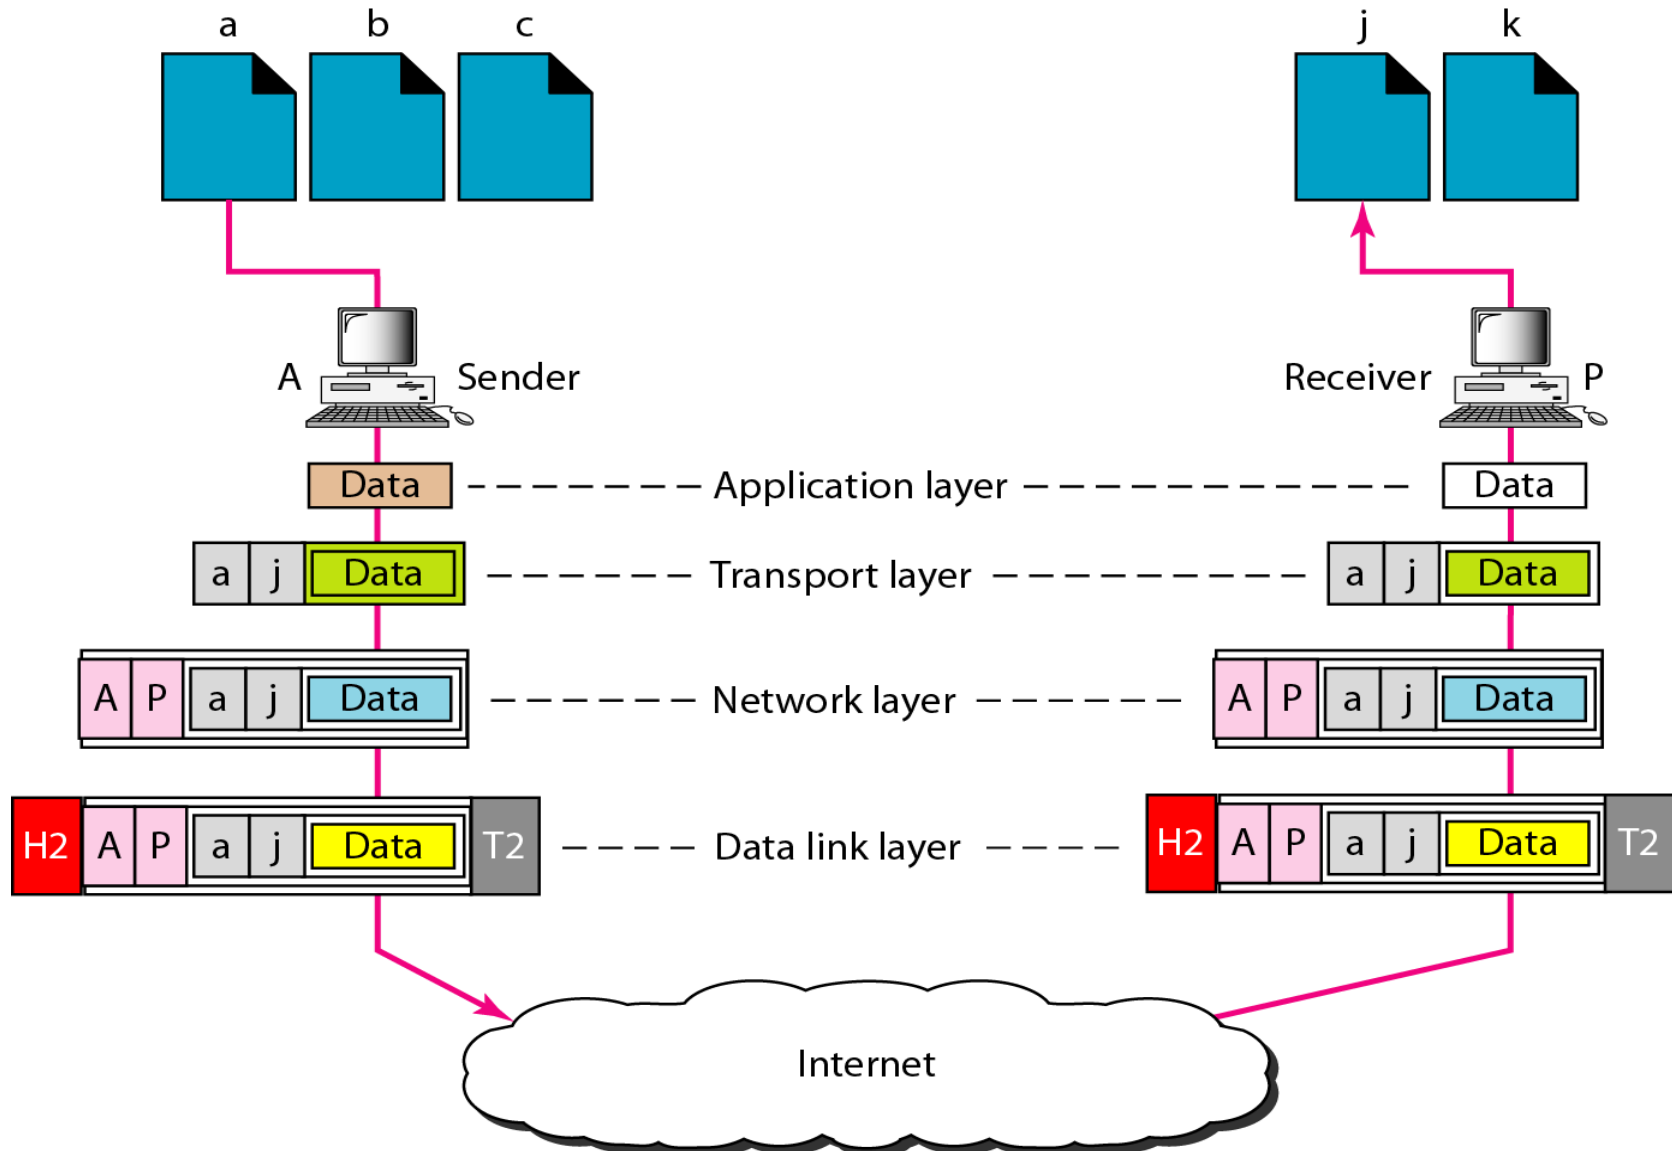 a b c j k
A Sender Receiver P
Data Application layer Data
a j Data Transport layer a j Data
A P a j Data Network layer A P a j Data
H2 A P a j Data T2 Data link layer H2 A P a j Data T2
Internet